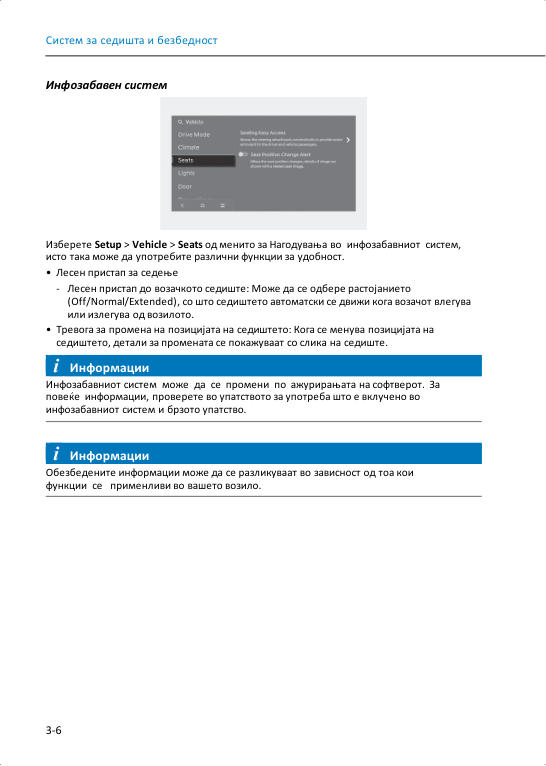 Систем за седишта и безбедност
Инфозабавен систем
Vehicle
Drive Mode
Climate
Seats
Lights
Door
Seating Easy Access
Seat Position Change Alert
Изберете Setup > Vehicle > Seats од менито за Нагодувања во инфозабавниот систем,
исто така може да употребите различни функции за удобност.
• Лесен пристап за седење
- Лесен пристап до возачкото седиште: Може да се одбере растојанието
(Off/Normal/Extended), со што седиштето автоматски се движи кога возачот влегува
или излегува од возилото.
• Тревога за промена на позицијата на седиштето: Кога се менува позицијата на
седиштето, детали за промената се покажуваат со слика на седиште.
i Информации
Инфозабавниот систем може да се промени по ажурирањата на софтверот. За
повеќе информации, проверете во упатството за употреба што е вклучено во
инфозабавниот систем и брзото упатство.
i Информации
Обезбедените информации може да се разликуваат во зависност од тоа кои
функции се применливи во вашето возило.
3-6